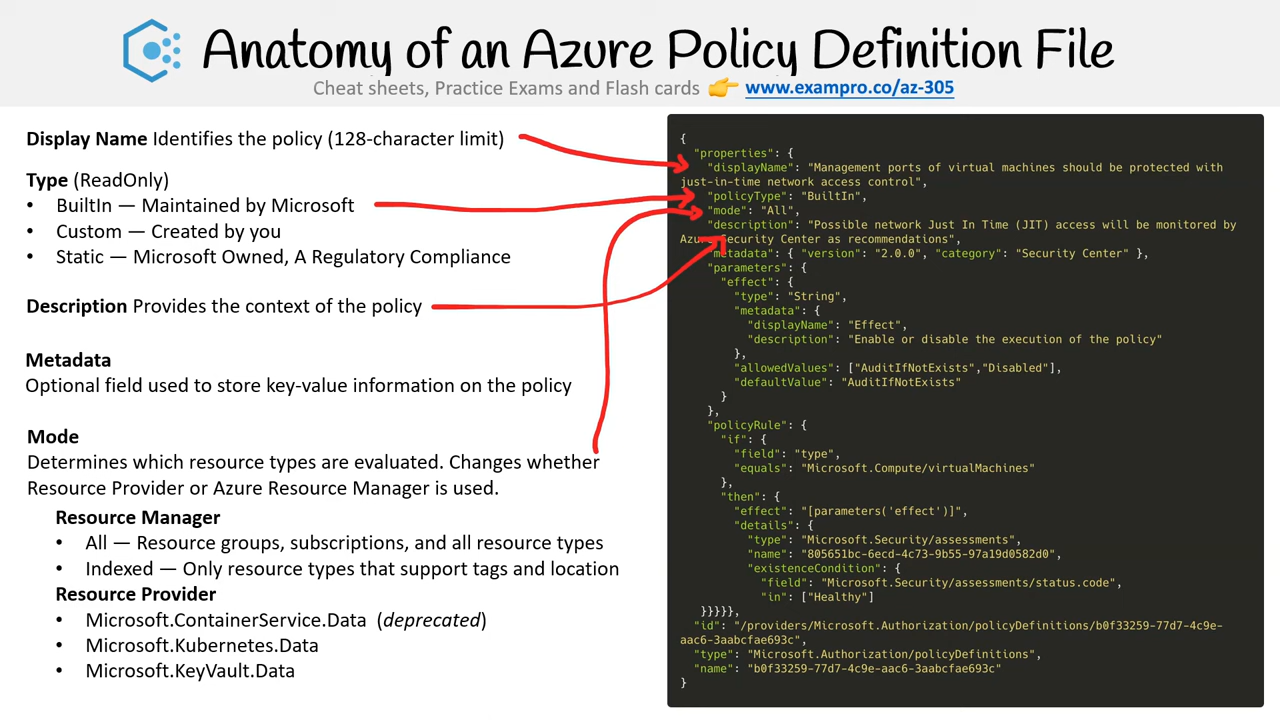 Anatomy of an Azure Policy Definition File
Cheat sheets, Practice Exams and Flash cards 👉 www.exampro.co/az-305
Display Name Identifies the policy (128-character limit)
Type (ReadOnly)
• BuiltIn — Maintained by Microsoft
• Custom — Created by you
• Static — Microsoft Owned, A Regulatory Compliance
Description Provides the context of the policy
Metadata
Optional field used to store key-value information on the policy
Mode
Determines which resource types are evaluated. Changes whether
Resource Provider or Azure Resource Manager is used.
Resource Manager
• All — Resource groups, subscriptions, and all resource types
• Indexed — Only resource types that support tags and location
Resource Provider
• Microsoft.ContainerService.Data (deprecated)
• Microsoft.Kubernetes.Data
• Microsoft.KeyVault.Data
{
"properties": {
"displayName": "Management ports of virtual machines should be protected with
just-in-time network access control",
"policyType": "BuiltIn",
"mode": "All",
"description": "Possible network Just In Time (JIT) access will be monitored by
Azure Security Center as recommendations",
"metadata": { "version": "2.0.0", "category": "Security Center" },
"parameters": {
"effect": {
"type": "String",
"metadata": {
"displayName": "Effect",
"description": "Enable or disable the execution of the policy"
},
"allowedValues": ["AuditIfNotExists","Disabled"],
"defaultValue": "AuditIfNotExists"
}
},
"policyRule": {
"if": {
"field": "type",
"equals": "Microsoft.Compute/virtualMachines"
},
"then": {
"effect": "[parameters('effect')]",
"details": {
"type": "Microsoft.Security/assessments",
"name": "805651bc-6ecd-4c73-9b55-97a19d0582d0",
"existenceCondition": {
"field": "Microsoft.Security/assessments/status.code",
"in": ["Healthy"]
}}}}},
"id": "/providers/Microsoft.Authorization/policyDefinitions/b0f33259-77d7-4c9e-
aac6-3aabcfae693c",
"type": "Microsoft.Authorization/policyDefinitions",
"name": "b0f33259-77d7-4c9e-aac6-3aabcfae693c"
}